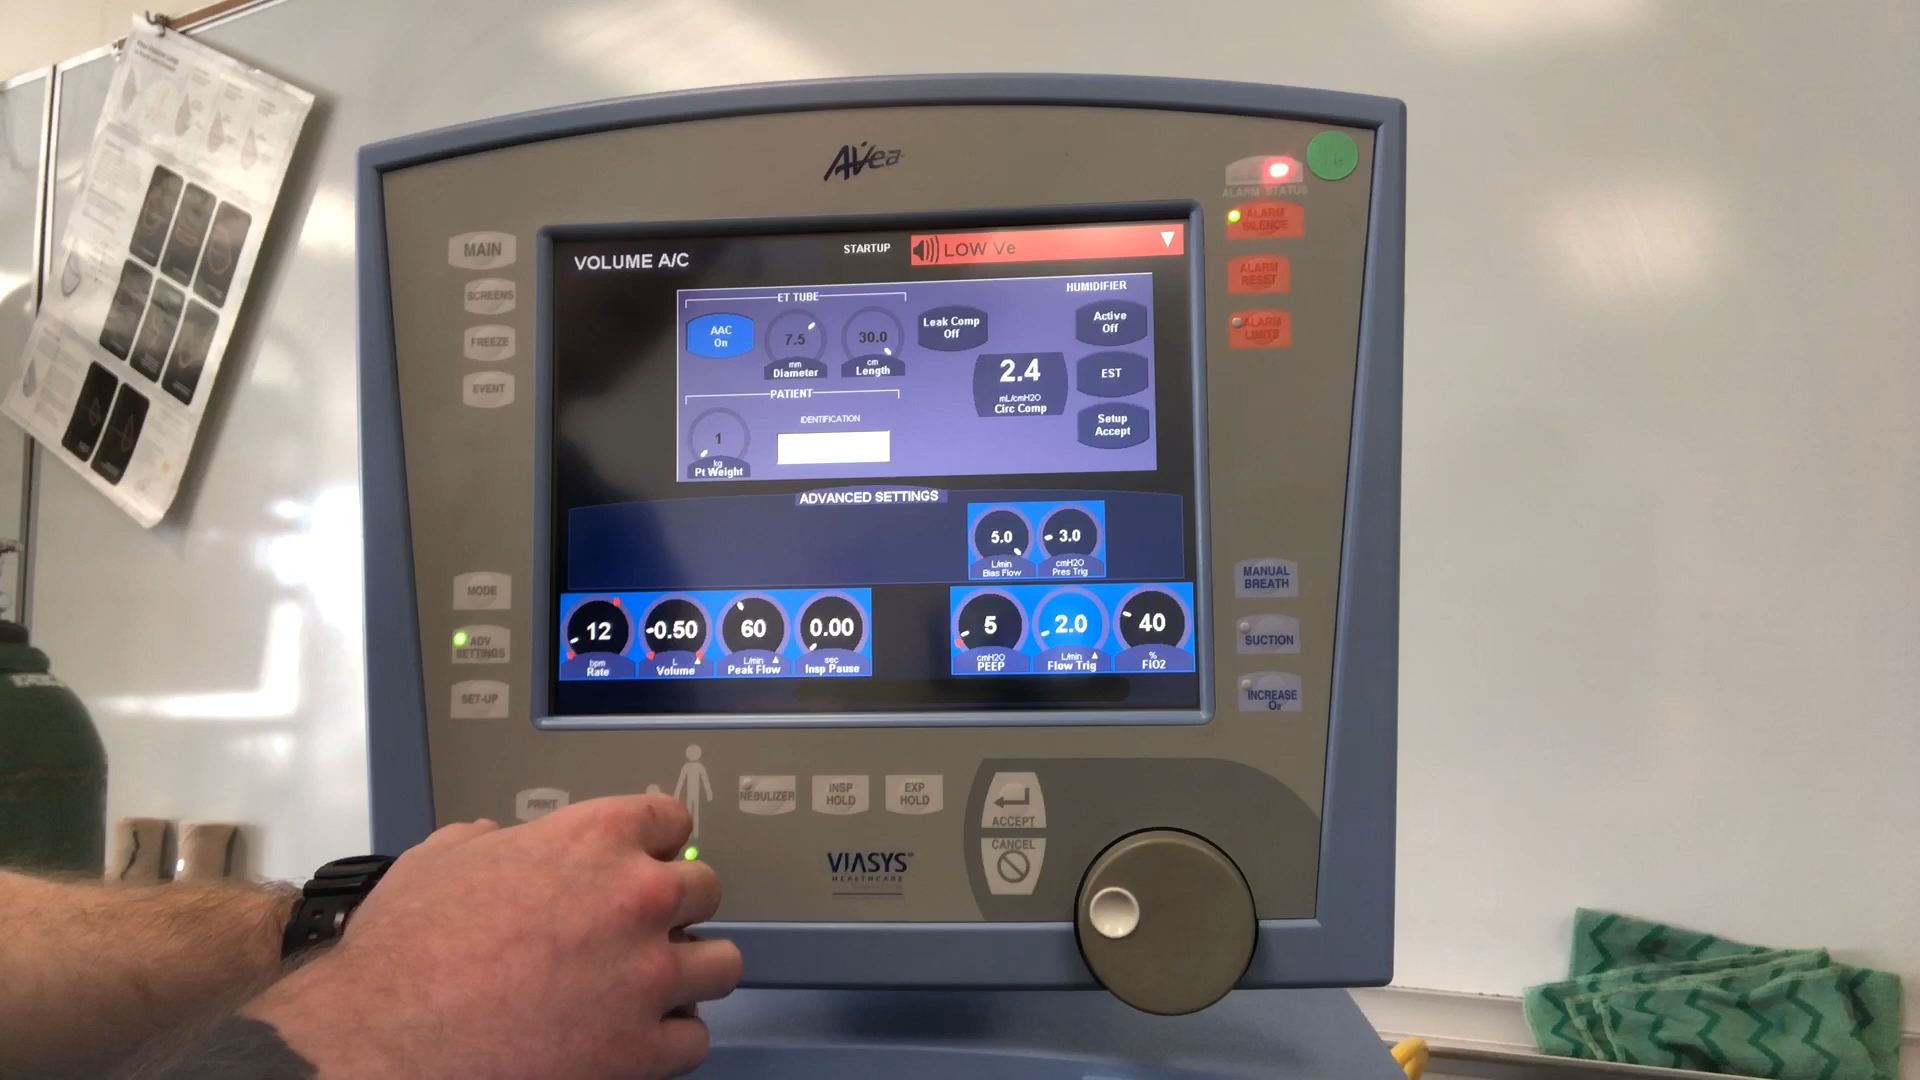 AVea
ALARM STATUS
ALARM
SILENCE
ALARM
RESET
ALARM
LIMITS
MAIN
SCREENS
FREEZE
EVENT
VOLUME A/C
STARTUP
LOW Ve
ET TUBE
HUMIDIFIER
AAC
On
7.5
mm
Diameter
30.0
cm
Length
Leak Comp
Off
Active
Off
2.4
mL/cmH2O
Circ Comp
EST
Setup
Accept
PATIENT
IDENTIFICATION
1
kg
Pt Weight
ADVANCED SETTINGS
5.0
L/min
Bias Flow
3.0
cmH2O
Pres Trig
12
bpm
Rate
0.50
L
Volume
60
L/min
Peak Flow
0.00
sec
Insp Pause
5
cmH2O
PEEP
2.0
L/min
Flow Trig
40
%
FiO2
MODE
ADV
SETTINGS
SET-UP
MANUAL
BREATH
SUCTION
INCREASE
O2
PRINT
NEBULIZER
INSP
HOLD
EXP
HOLD
ACCEPT
CANCEL
VIASYS
HEALTHCARE